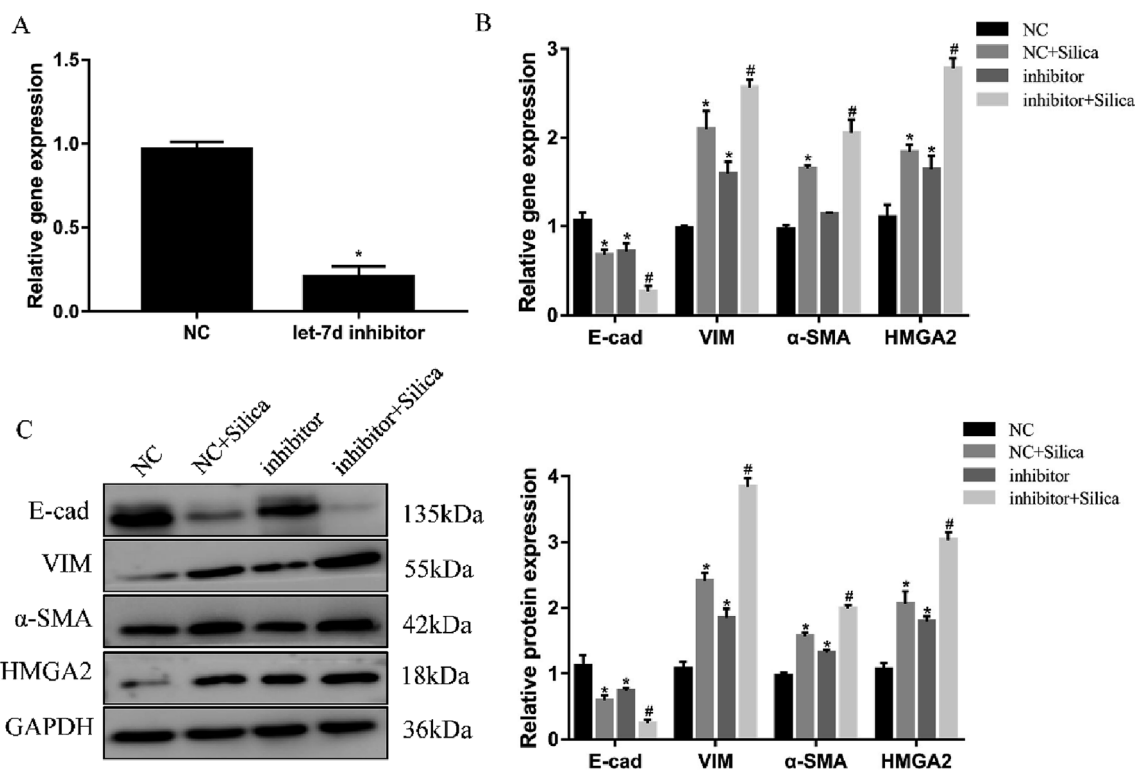 A
Relative gene expression
1.5
1.0
0.5
0.0
*
NC
let-7d inhibitor
B
NC
NC+Silica
inhibitor
inhibitor+Silica
Relative gene expression
3
2
1
0
* * #
* * #
* #
* * #
E-cad
VIM
α-SMA
HMGA2
C
NC
NC+Silica
inhibitor
inhibitor+Silica
E-cad 135kDa
VIM 55kDa
α-SMA 42kDa
HMGA2 18kDa
GAPDH 36kDa
NC
NC+Silica
inhibitor
inhibitor+Silica
Relative protein expression
4
3
2
1
0
* * #
* * #
* * #
* * #
E-cad
VIM
α-SMA
HMGA2